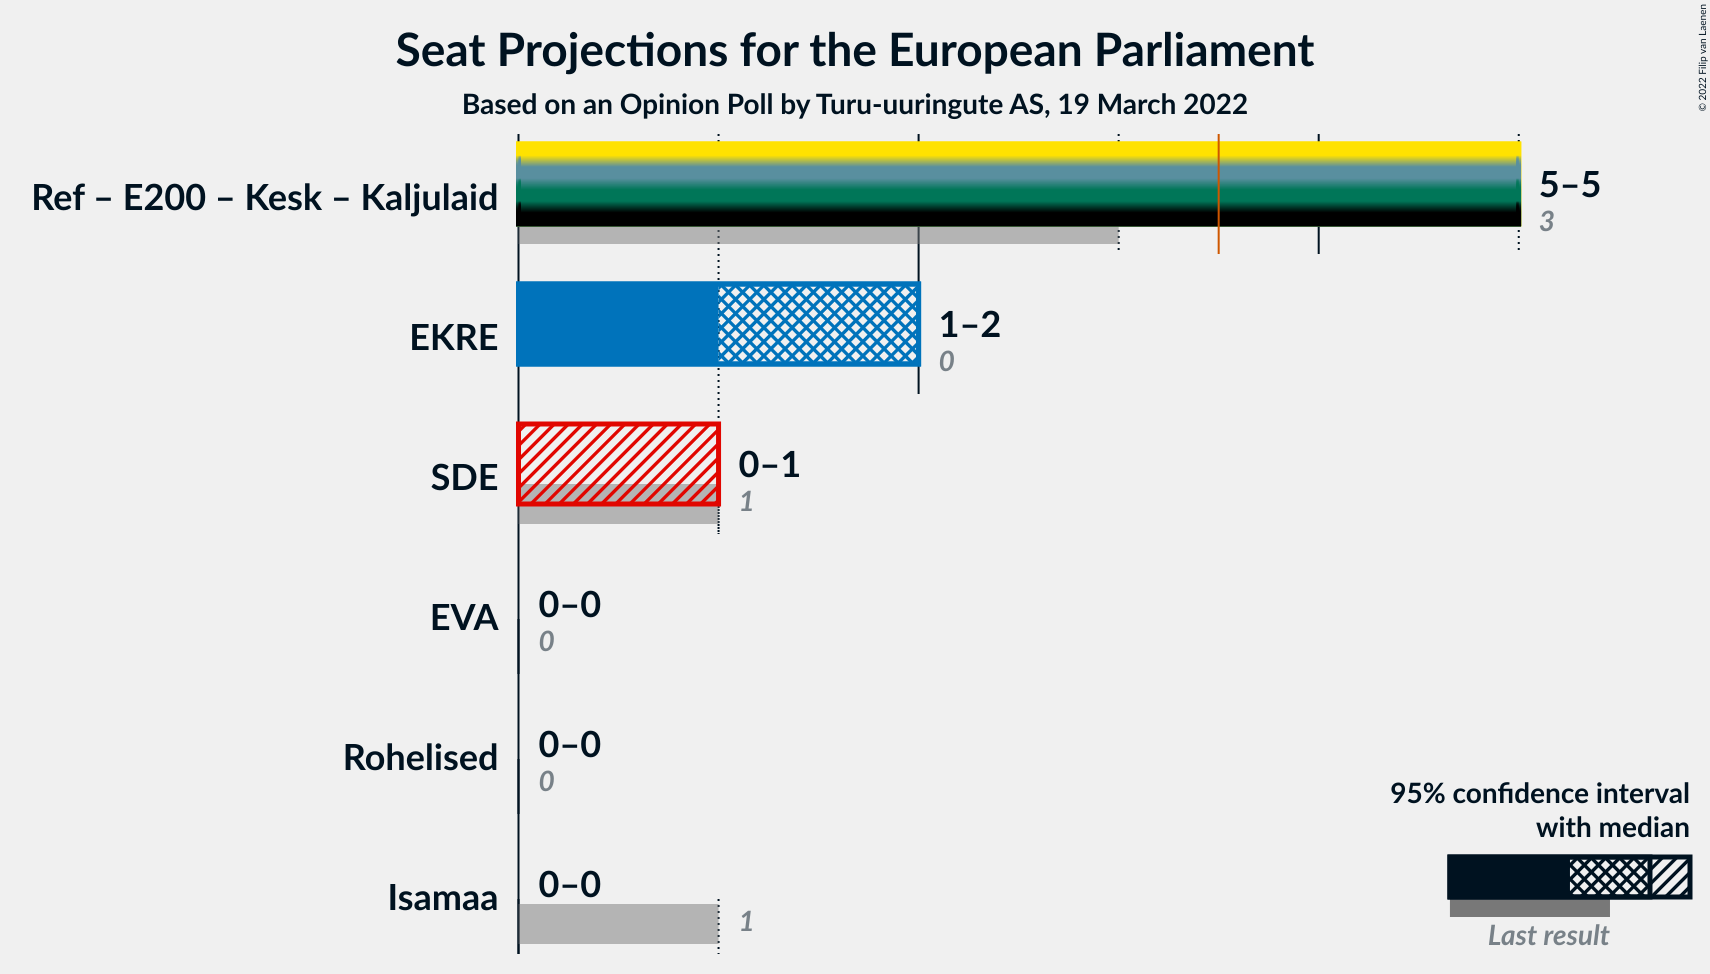 Seat Projections for the European Parliament
Based on an Opinion Poll by Turu-uuringute AS, 19 March 2022
© 2022 Filip van Laenen
Ref – E200 – Kesk – Kaljulaid
5–5
3
EKRE
1–2
0
SDE
0–1
1
EVA
0–0
0
Rohelised
0–0
0
Isamaa
0–0
1
95% confidence interval
with median
Last result